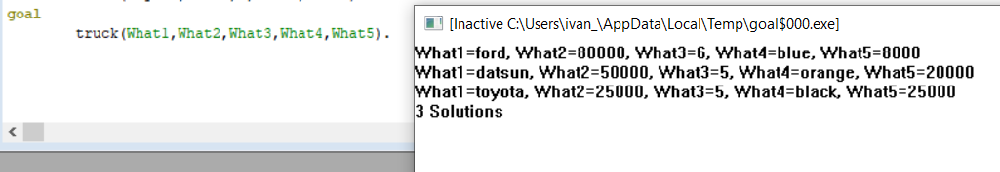 goal
truck(What1,What2,What3,What4,What5).
[Inactive C:\Users\ivan_\AppData\Local\Temp\goal$000.exe]
What1=ford, What2=80000, What3=6, What4=blue, What5=8000
What1=datsun, What2=50000, What3=5, What4=orange, What5=20000
What1=toyota, What2=25000, What3=5, What4=black, What5=25000
3 Solutions